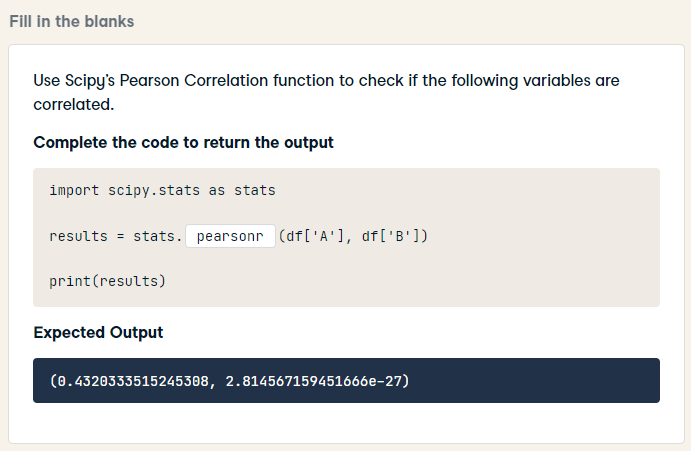 Fill in the blanks
Use Scipy's Pearson Correlation function to check if the following variables are
correlated.
Complete the code to return the output
import scipy.stats as stats
results = stats. pearsonr (df['A'], df['B'])
print(results)
Expected Output
(0.4320333515245308, 2.814567159451666e-27)